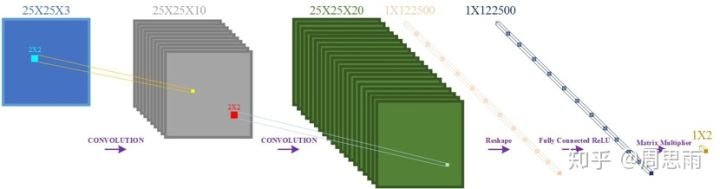 25X25X3
25X25X10
25X25X20
1X122500
1X122500
2X2
2X2
1X2
CONVOLUTION
CONVOLUTION
Reshape
Fully Connected ReLU
Matrix Multiplier
知乎 @周思雨